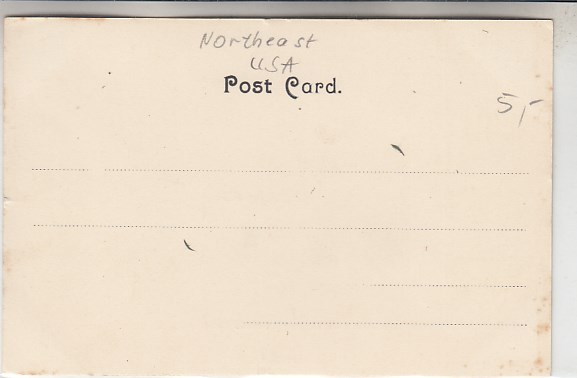 Northeast
USA
Post Card.
5,-